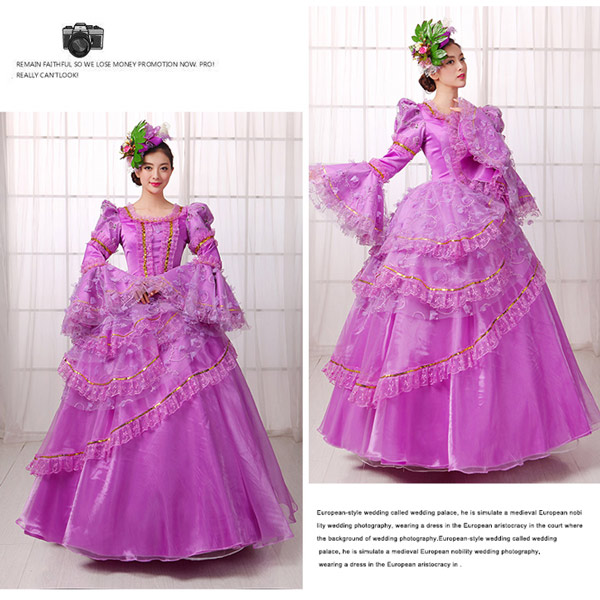 REMAIN FAITHFUL SO WE LOSE MONEY PROMOTION NOW. PRO!
. REALLY CAN'TLOOK!
European-style wedding called wedding palace, he is simulate a medieval European nobi
lity wedding photography, wearing a dress in the European aristocracy in the court where
the background of wedding photography.European-style wedding called wedding
palace, he is simulate a medieval European nobility wedding photography,
wearing a dress in the European aristocracy in .